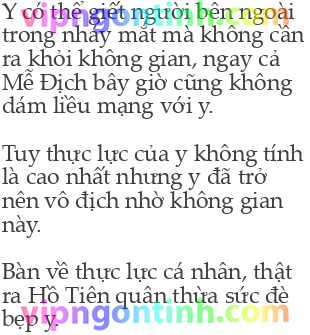 Y có thể giết người bên ngoài
trong nháy mắt mà không cần
ra khỏi không gian, ngay cả
Mễ Địch bây giờ cũng không
dám liều mạng với y.
Tuy thực lực của y không tính
là cao nhất nhưng y đã trở
nên vô địch nhờ không gian
này.
Bàn về thực lực cá nhân, thật
ra Hồ Tiên quân thừa sức đè
bẹp y.
vipngontinh.com
vipngontinh.com